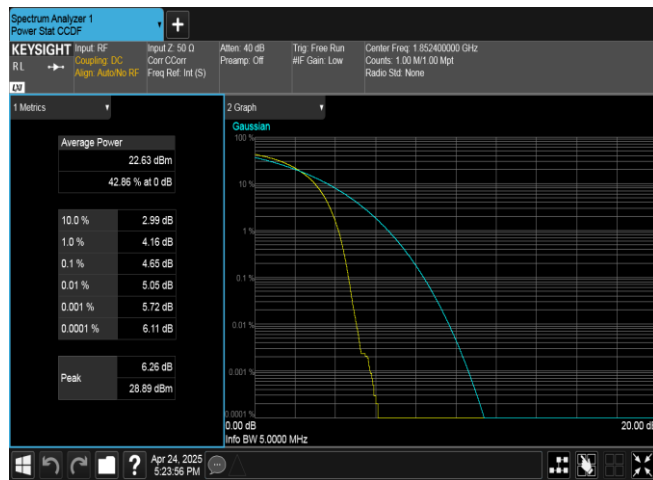 Spectrum Analyzer 1
Power Stat CCDF
KEYSIGHT
RL
LXI
Input: RF
Coupling: DC
Align: Auto/No RF
Input Z: 50 Ω
Corr CCorr
Freq Ref: Int (S)
Atten: 40 dB
Preamp: Off
Trig: Free Run
#IF Gain: Low
Center Freq: 1.852400000 GHz
Counts: 1.00 M/1.00 Mpt
Radio Std: None
1 Metrics
Average Power
22.63 dBm
42.86 % at 0 dB
10.0 % 2.99 dB
1.0 % 4.16 dB
0.1 % 4.65 dB
0.01 % 5.05 dB
0.001 % 5.72 dB
0.0001 % 6.11 dB
Peak
6.26 dB
28.89 dBm
2 Graph
Gaussian
100 %
10 %
1 %
0.1 %
0.01 %
0.001 %
0.0001 %
0.00 dB
20.00 dB
Info BW 5.0000 MHz
?
Apr 24, 2025
5:23:56 PM